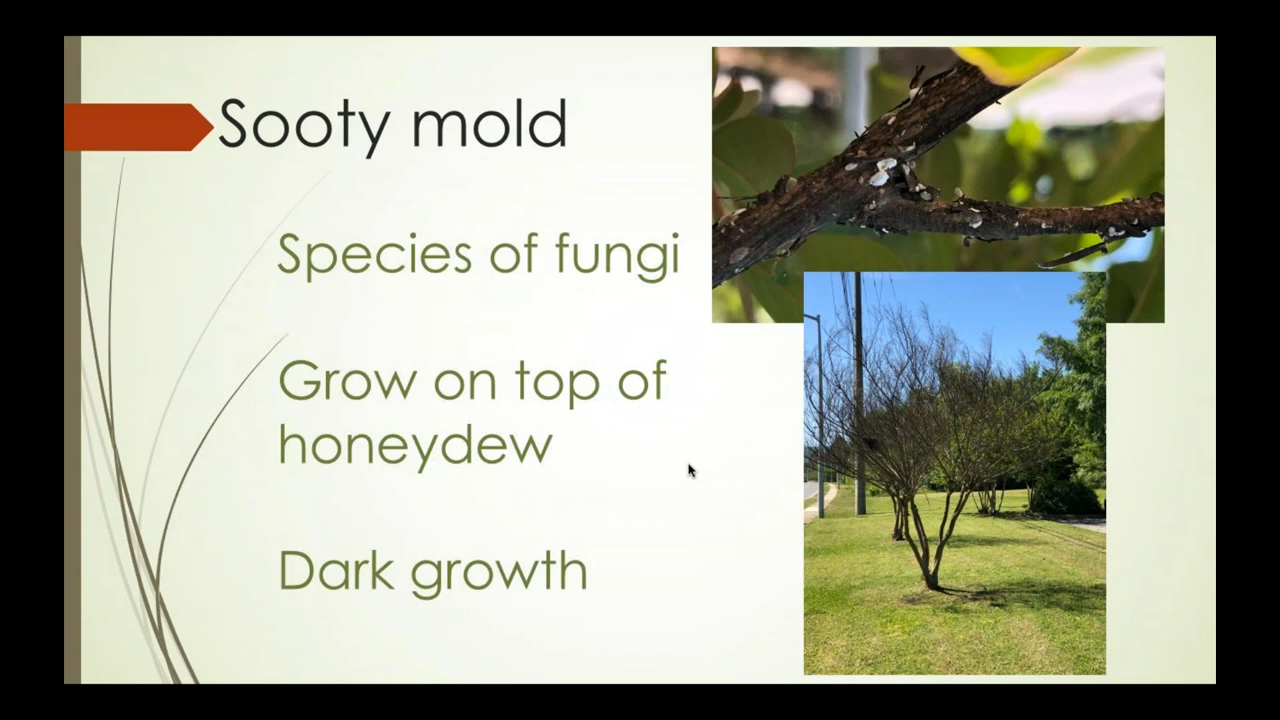 Sooty mold
Species of fungi
Grow on top of
honeydew
Dark growth